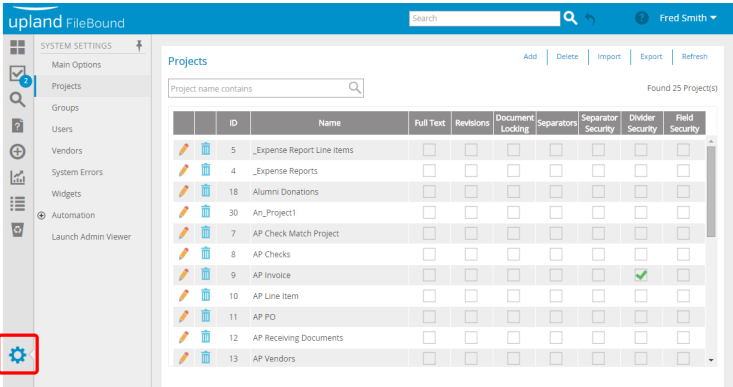 upland FileBound
Search
?
Fred Smith
SYSTEM SETTINGS
Main Options
Projects
Groups
Users
Vendors
System Errors
Widgets
Automation
Launch Admin Viewer
2
?
Projects
Add Delete Import Export Refresh
Project name contains
Found 25 Project(s)
ID Name Full Text Revisions Document Locking Separators Separator Security Divider Security Field Security
5 _Expense Report Line items
4 _Expense Reports
18 Alumni Donations
30 An_Project1
7 AP Check Match Project
8 AP Checks
9 AP Invoice
10 AP Line Item
11 AP PO
12 AP Receiving Documents
13 AP Vendors